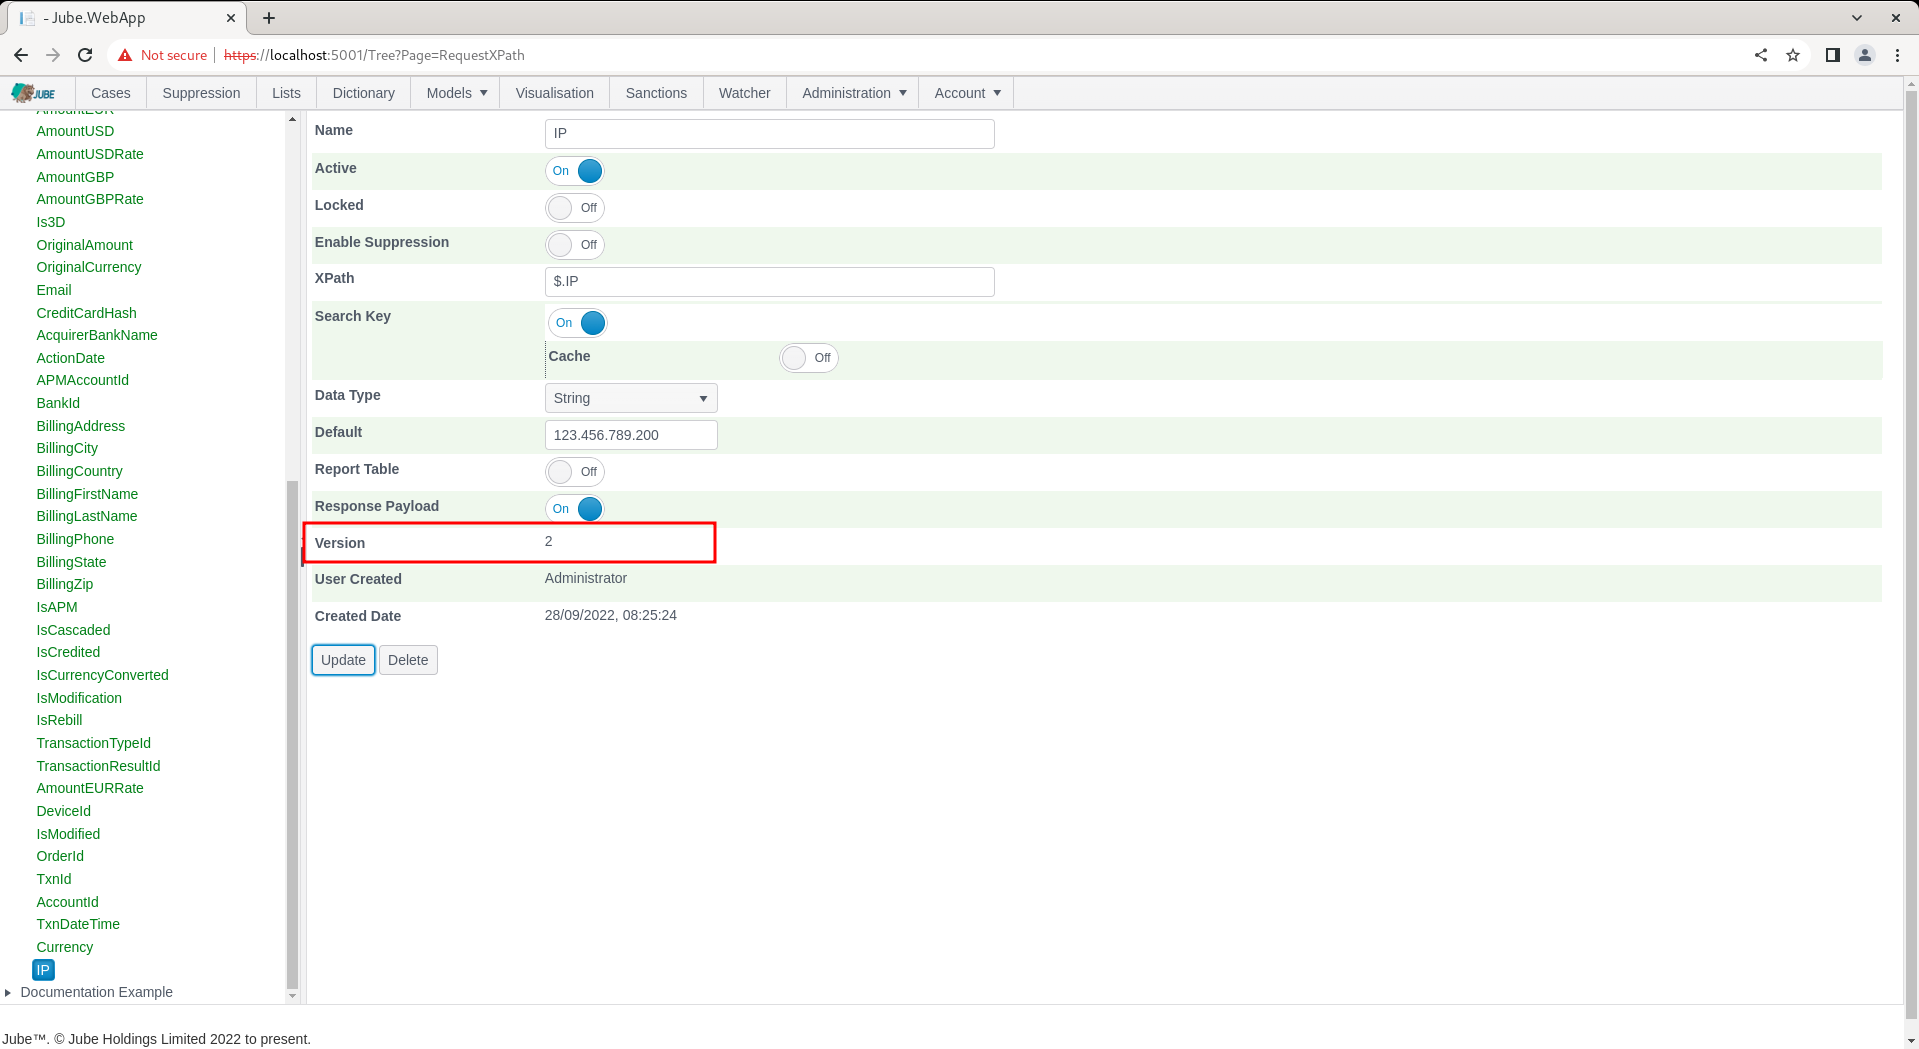 - Jube.WebApp
Not secure https://localhost:5001/Tree?Page=RequestXPath
JUBE Cases Suppression Lists Dictionary Models Visualisation Sanctions Watcher Administration Account
AmountEUR
AmountUSD
AmountUSDRate
AmountGBP
AmountGBPRate
Is3D
OriginalAmount
OriginalCurrency
Email
CreditCardHash
AcquirerBankName
ActionDate
APMAccountId
BankId
BillingAddress
BillingCity
BillingCountry
BillingFirstName
BillingLastName
BillingPhone
BillingState
BillingZip
IsAPM
IsCascaded
IsCredited
IsCurrencyConverted
IsModification
IsRebill
TransactionTypeId
TransactionResultId
AmountEURRate
DeviceId
IsModified
OrderId
TxnId
AccountId
TxnDateTime
Currency
IP
Documentation Example
Name IP
Active On
Locked Off
Enable Suppression Off
XPath $.IP
Search Key On
Cache Off
Data Type String
Default 123.456.789.200
Report Table Off
Response Payload On
Version 2
User Created Administrator
Created Date 28/09/2022, 08:25:24
Update Delete
Jube™. © Jube Holdings Limited 2022 to present.